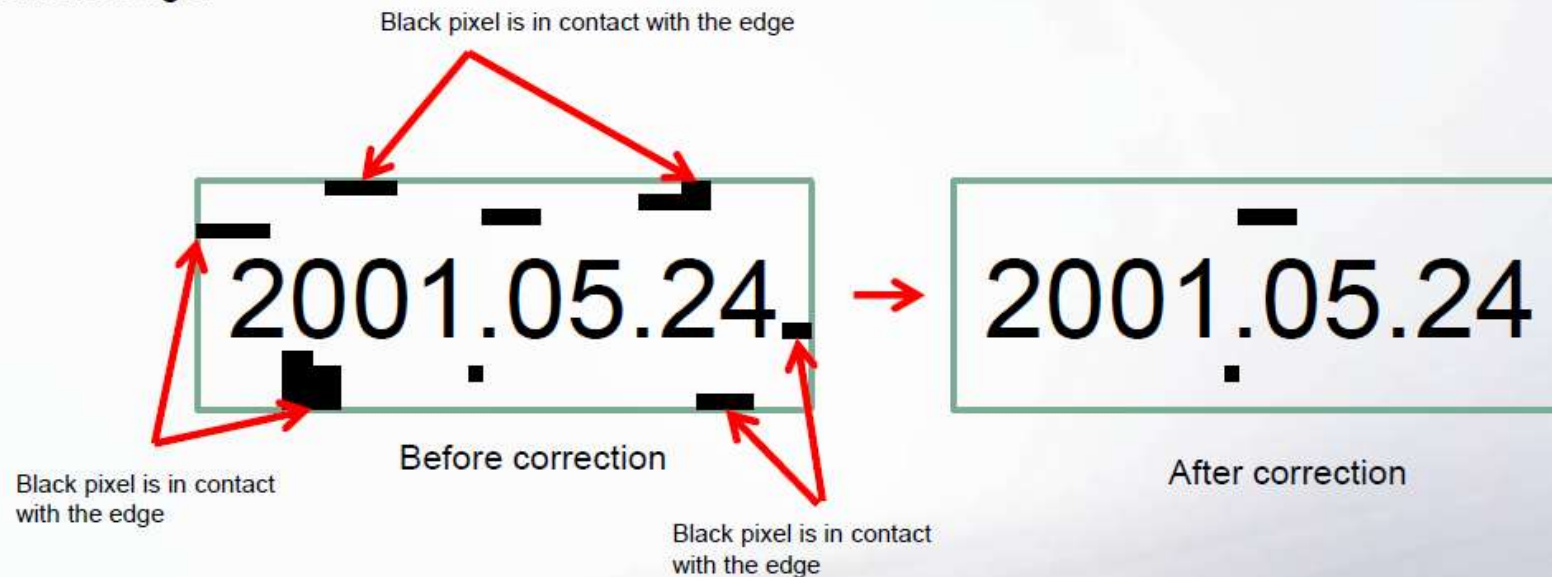 Black pixel is in contact with the edge
2001.05.24
2001.05.24
Before correction
After correction
Black pixel is in contact
with the edge
Black pixel is in contact
with the edge